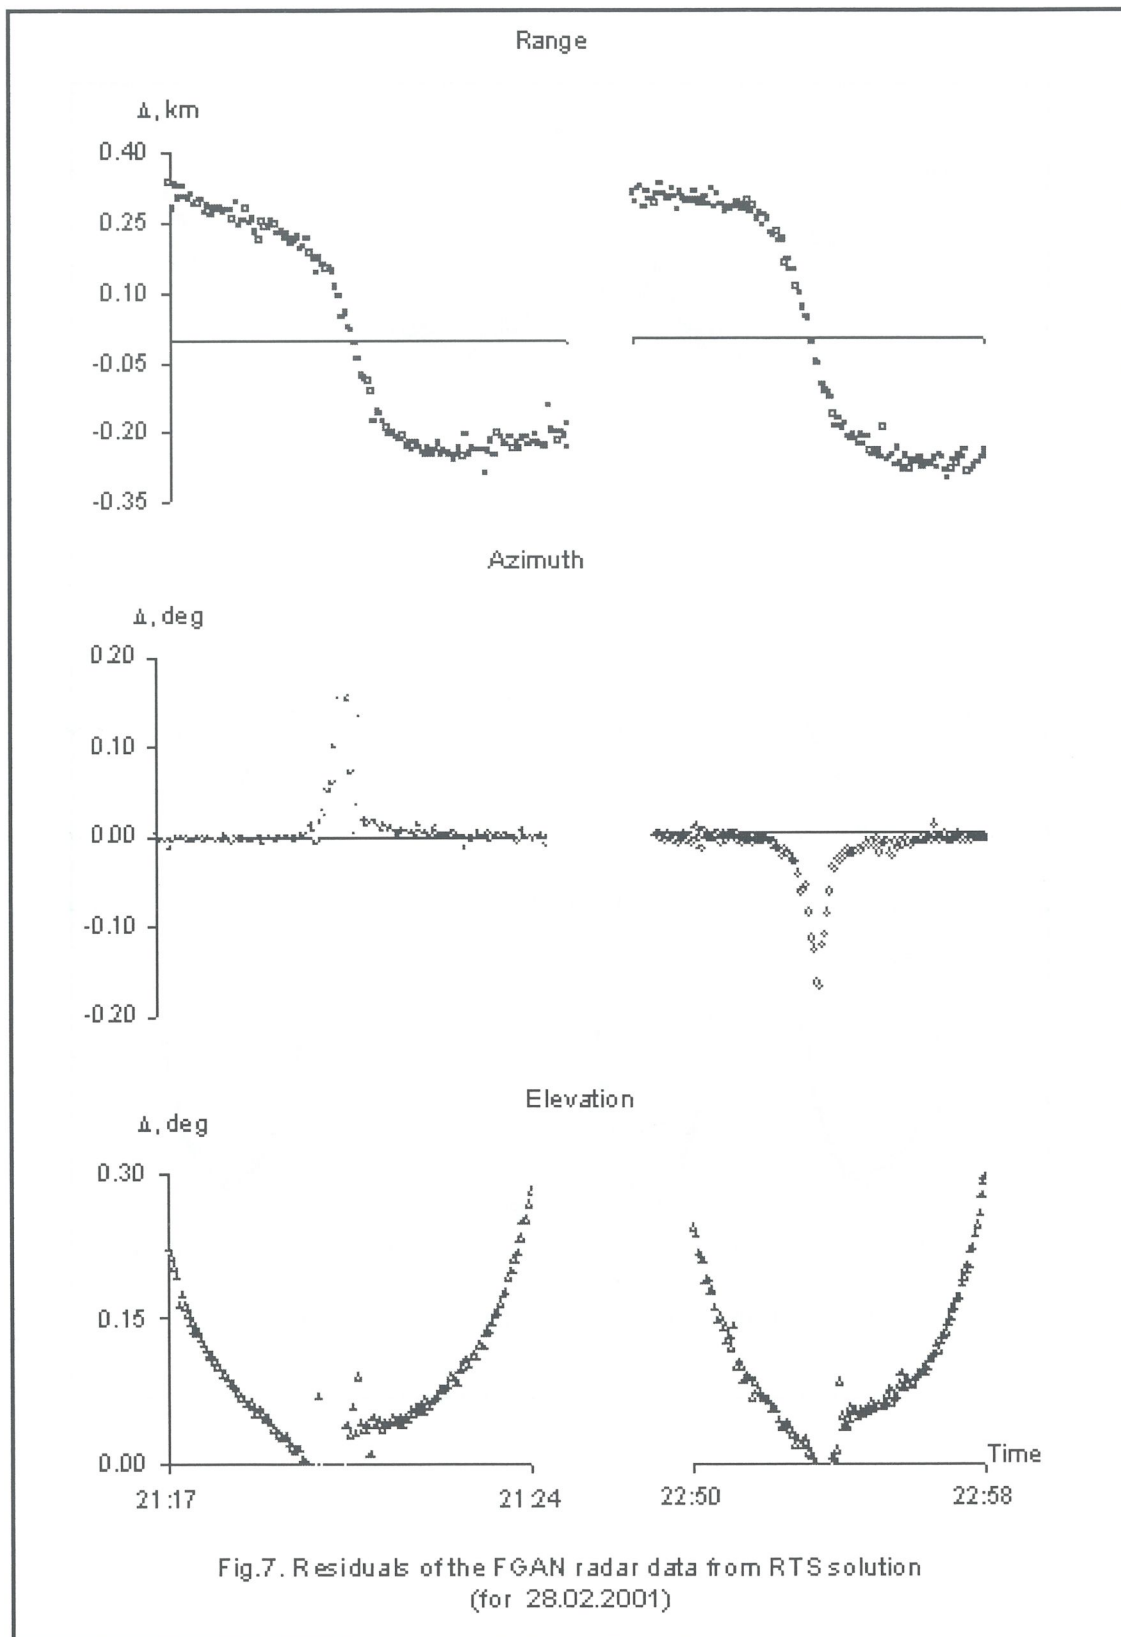 Range
Δ, km
0.40
0.25
0.10
-0.05
-0.20
-0.35
Azimuth
Δ, deg
0.20
0.10
0.00
-0.10
-0.20
Elevation
Δ, deg
0.30
0.15
0.00
Time
21:17 21:24 22:50 22:58
Fig.7. Residuals of the FGAN radar data from RTS solution
(for 28.02.2001)